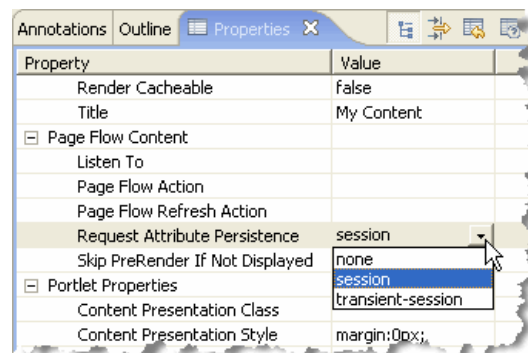 Annotations Outline Properties
Property Value
Render Cacheable false
Title My Content
Page Flow Content
Listen To
Page Flow Action
Page Flow Refresh Action
Request Attribute Persistence session
Skip PreRender If Not Displayed none
session
Portlet Properties
transient-session
Content Presentation Class
Content Presentation Style margin:0px;